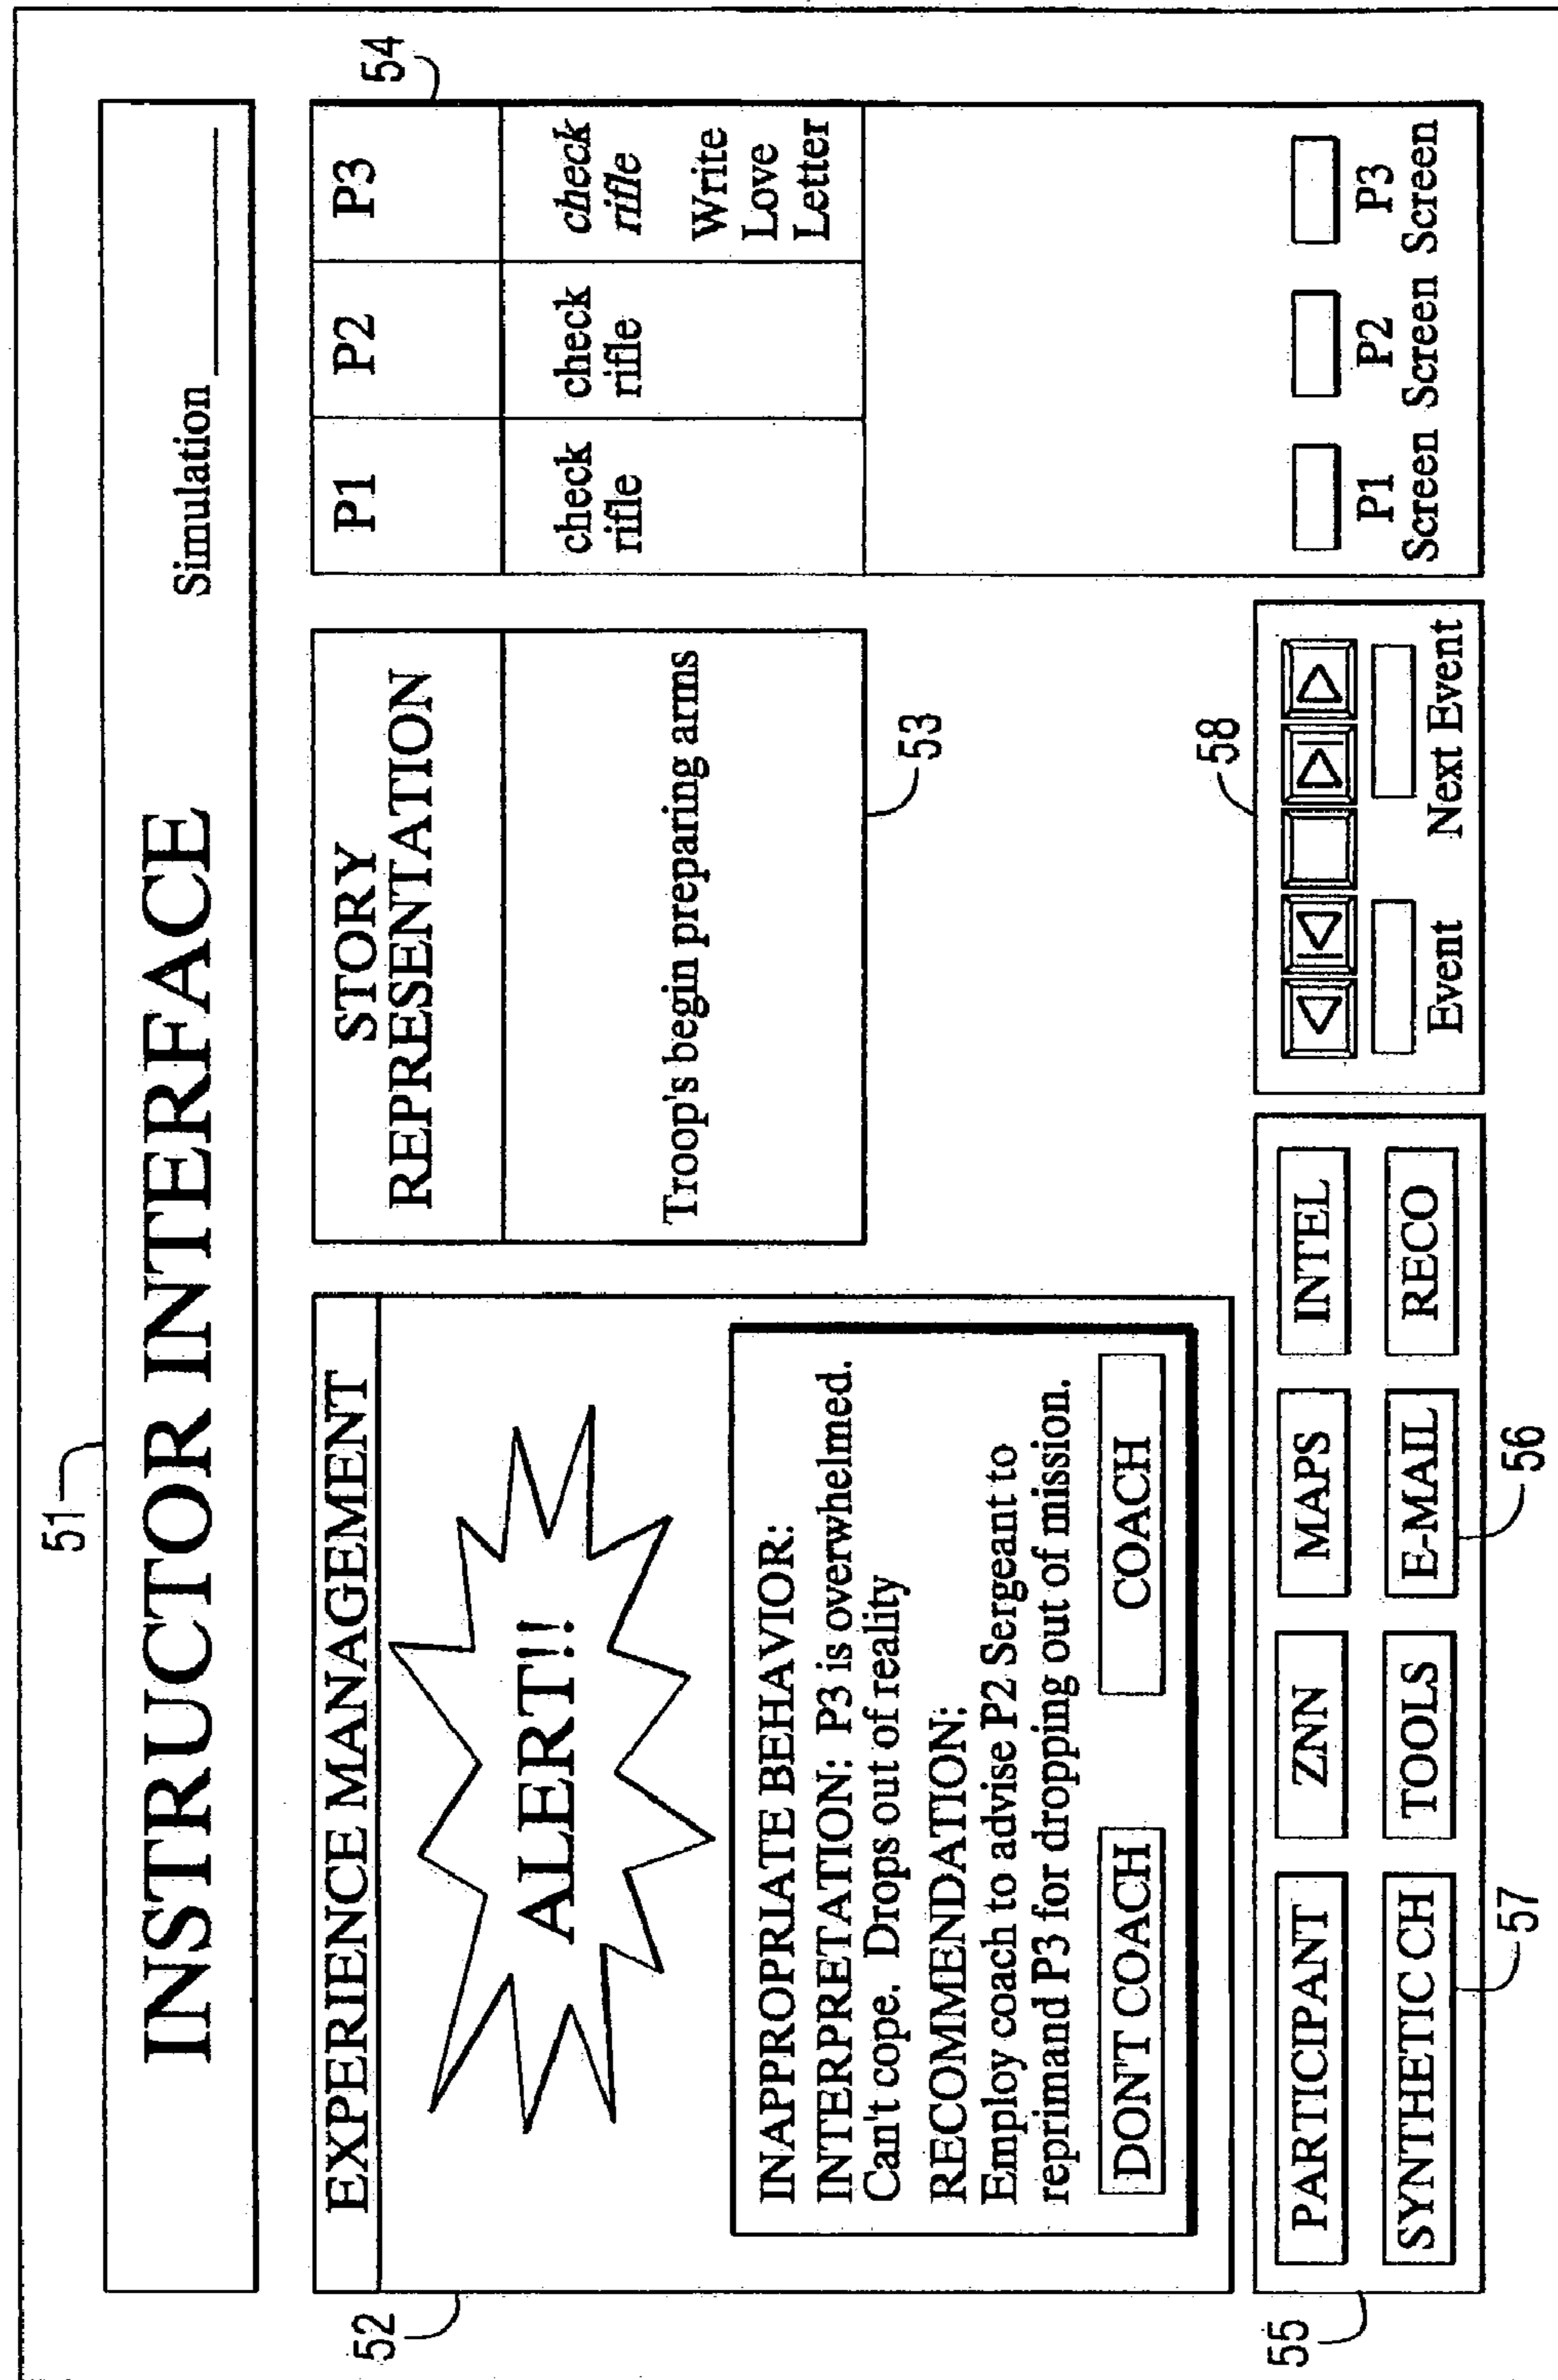 51
INSTRUCTOR INTERFACE
Simulation
52
EXPERIENCE MANAGEMENT
ALERT!!
INAPPROPRIATE BEHAVIOR:
INTERPRETATION: P3 is overwhelmed.
Can't cope. Drops out of reality
RECOMMENDATION:
Employ coach to advise P2 Sergeant to
reprimand P3 for dropping out of mission.
DONT COACH
COACH
STORY
REPRESENTATION
Troop's begin preparing arms
53
54
P1 P2 P3
check check check
rifle rifle rifle
Write
Love
Letter
P1 P2 P3
Screen Screen Screen
55
PARTICIPANT ZNN MAPS INTEL
SYNTHETIC CH TOOLS E-MAIL RECO
57
56
58
Event Next Event